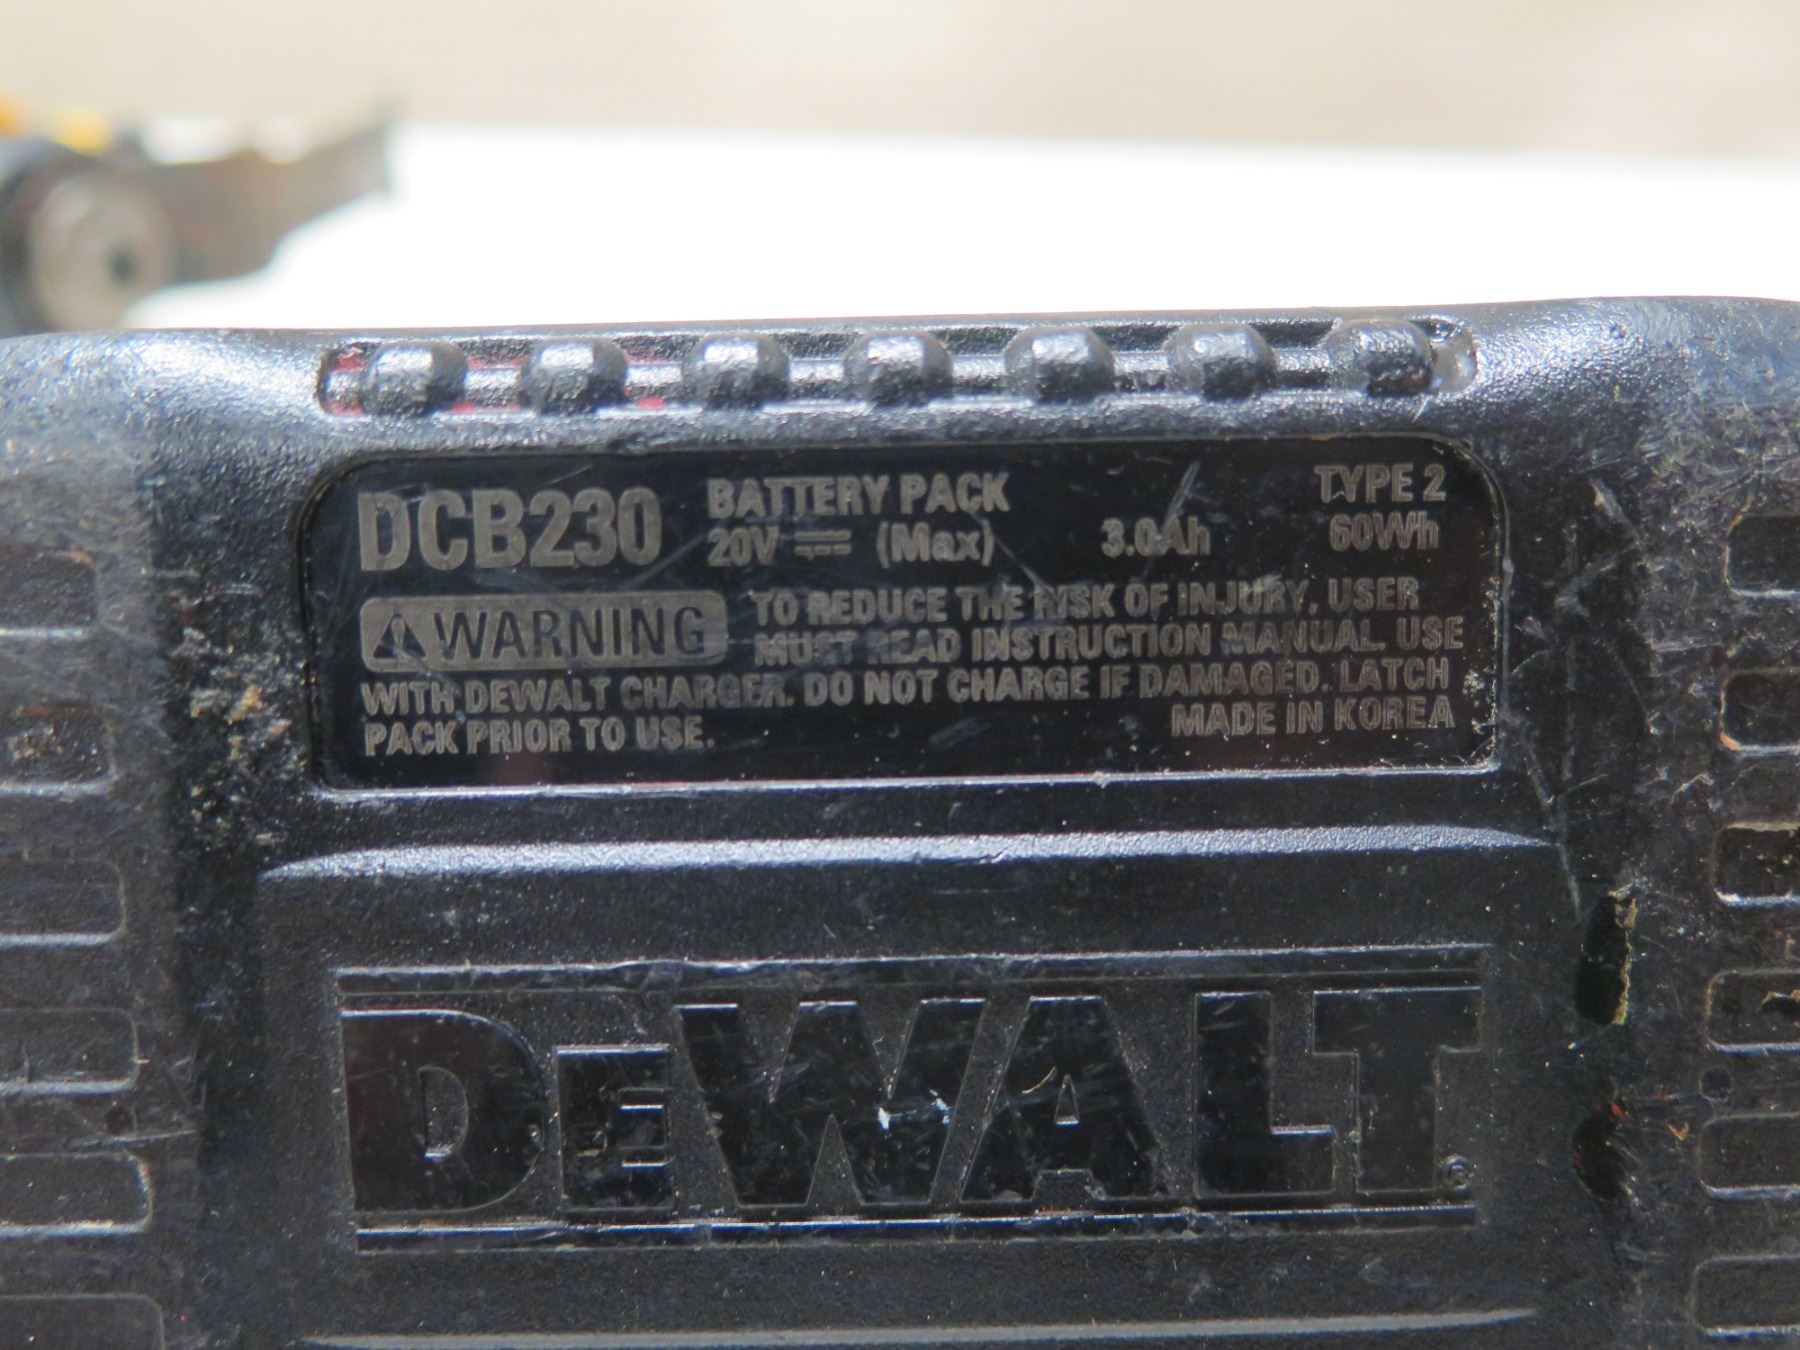 DCB230 BATTERY PACK TYPE 2
20V ⎓ (Max) 3.0Ah 60Wh
⚠WARNING TO REDUCE THE RISK OF INJURY, USER
MUST READ INSTRUCTION MANUAL. USE
WITH DEWALT CHARGER. DO NOT CHARGE IF DAMAGED. LATCH
PACK PRIOR TO USE. MADE IN KOREA
DEWALT®